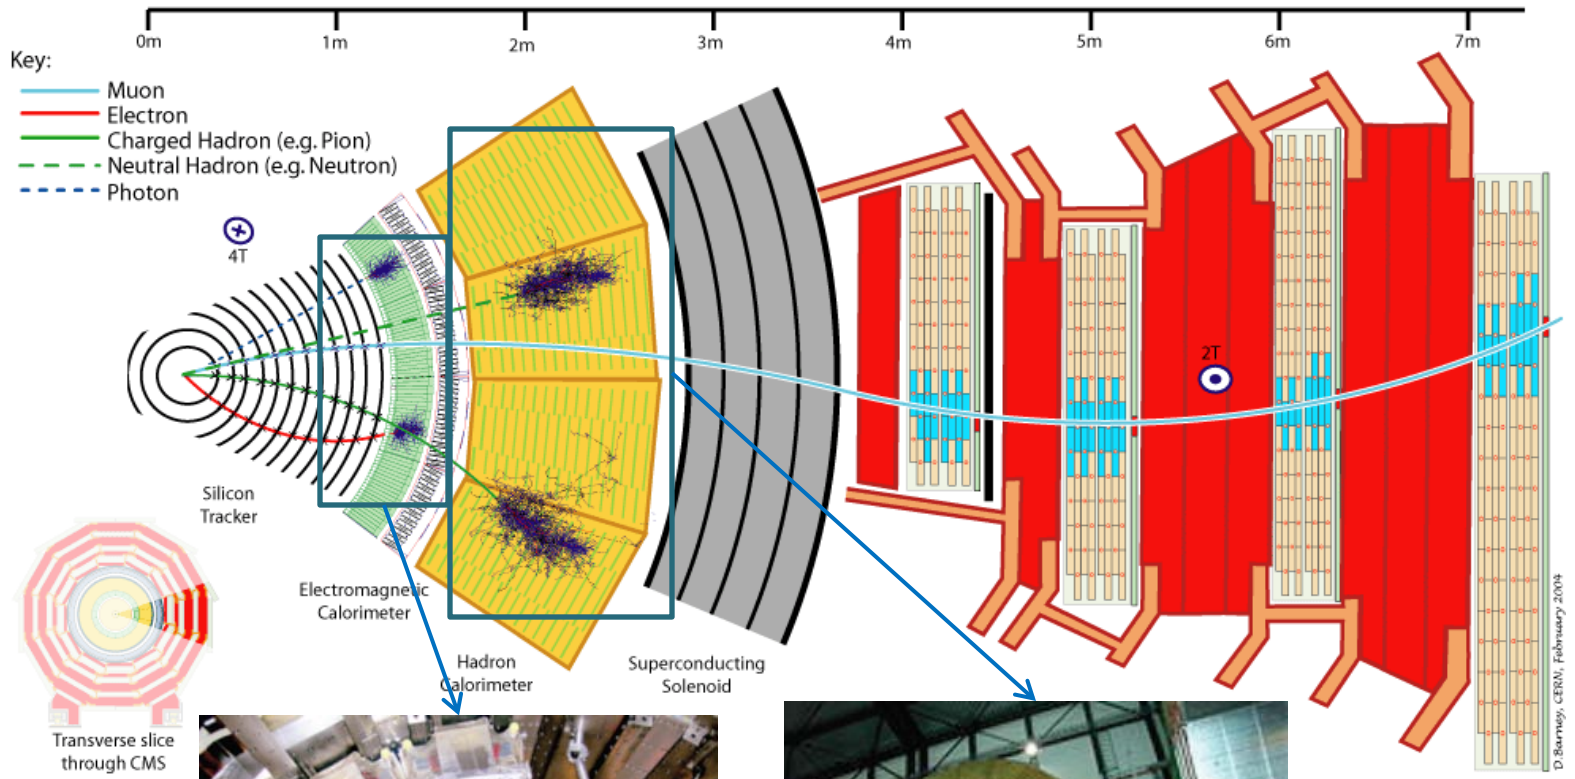 0m 1m 2m 3m 4m 5m 6m 7m
Key:
Muon
Electron
Charged Hadron (e.g. Pion)
Neutral Hadron (e.g. Neutron)
Photon
4T
2T
Silicon
Tracker
Electromagnetic
Calorimeter
Hadron
Calorimeter
Superconducting
Solenoid
Transverse slice
through CMS
D.Barney, CERN, February 2004